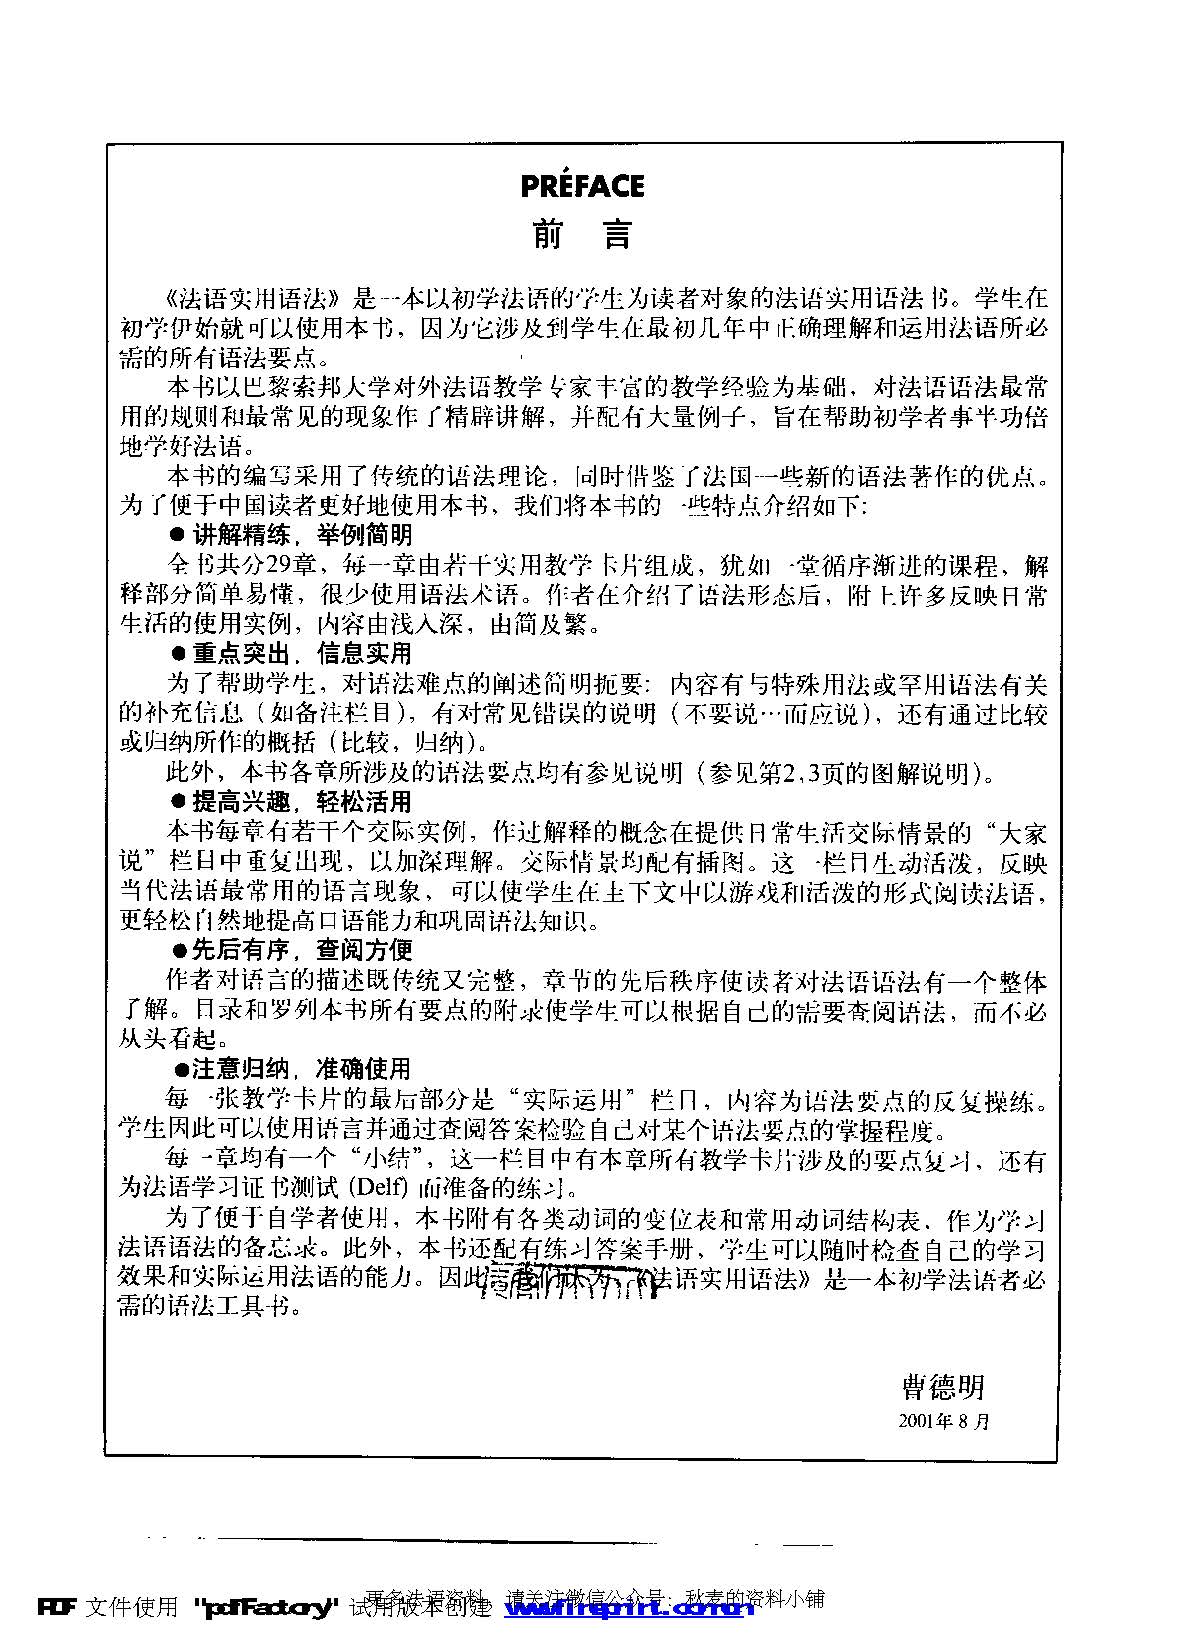 PRÉFACE
前 言
《法语实用语法》是一本以初学法语的学生为读者对象的法语实用语法书。学生在
初学伊始就可以使用本书，因为它涉及到学生在最初几年中正确理解和运用法语所必
需的所有语法要点。
本书以巴黎索邦大学对外法语教学专家丰富的教学经验为基础，对法语语法最常
用的规则和最常见的现象作了精辟讲解，并配有大量例子，旨在帮助初学者事半功倍
地学好法语。
本书的编写采用了传统的语法理论，同时借鉴了法国一些新的语法著作的优点。
为了便于中国读者更好地使用本书，我们将本书的一些特点介绍如下：
●讲解精练，举例简明
全书共分29章，每一章由若干实用教学卡片组成，犹如一堂循序渐进的课程，解
释部分简单易懂，很少使用语法术语。作者在介绍了语法形态后，附上许多反映日常
生活的使用实例，内容由浅入深，由简及繁。
●重点突出，信息实用
为了帮助学生，对语法难点的阐述简明扼要：内容有与特殊用法或罕用语法有关
的补充信息（如备注栏目），有对常见错误的说明（不要说…而应说），还有通过比较
或归纳所作的概括（比较，归纳）。
此外，本书各章所涉及的语法要点均有参见说明（参见第2,3页的图解说明）。
●提高兴趣，轻松活用
本书每章有若干个交际实例，作过解释的概念在提供日常生活交际情景的“大家
说”栏目中重复出现，以加深理解。交际情景均配有插图。这一栏目生动活泼，反映
当代法语最常用的语言现象，可以使学生在上下文中以游戏和活泼的形式阅读法语，
更轻松自然地提高口语能力和巩固语法知识。
●先后有序，查阅方便
作者对语言的描述既传统又完整，章节的先后秩序使读者对法语语法有一个整体
了解。目录和罗列本书所有要点的附录使学生可以根据自己的需要查阅语法，而不必
从头看起。
●注意归纳，准确使用
每一张教学卡片的最后部分是“实际运用”栏目，内容为语法要点的反复操练。
学生因此可以使用语言并通过查阅答案检验自己对某个语法要点的掌握程度。
每一章均有一个“小结”，这一栏目中有本章所有教学卡片涉及的要点复习，还有
为法语学习证书测试 (Delf) 而准备的练习。
为了便于自学者使用，本书附有各类动词的变位表和常用动词结构表，作为学习
法语语法的备忘录。此外，本书还配有练习答案手册，学生可以随时检查自己的学习
效果和实际运用法语的能力。因此，我们认为，《法语实用语法》是一本初学法语者必
需的语法工具书。
曹德明
2001年 8 月
更多法语资料，请关注微信公众号：秋麦的资料小铺
PDF 文件使用 "pdfFactory" 试用版本创建 www.fineprint.com.cn